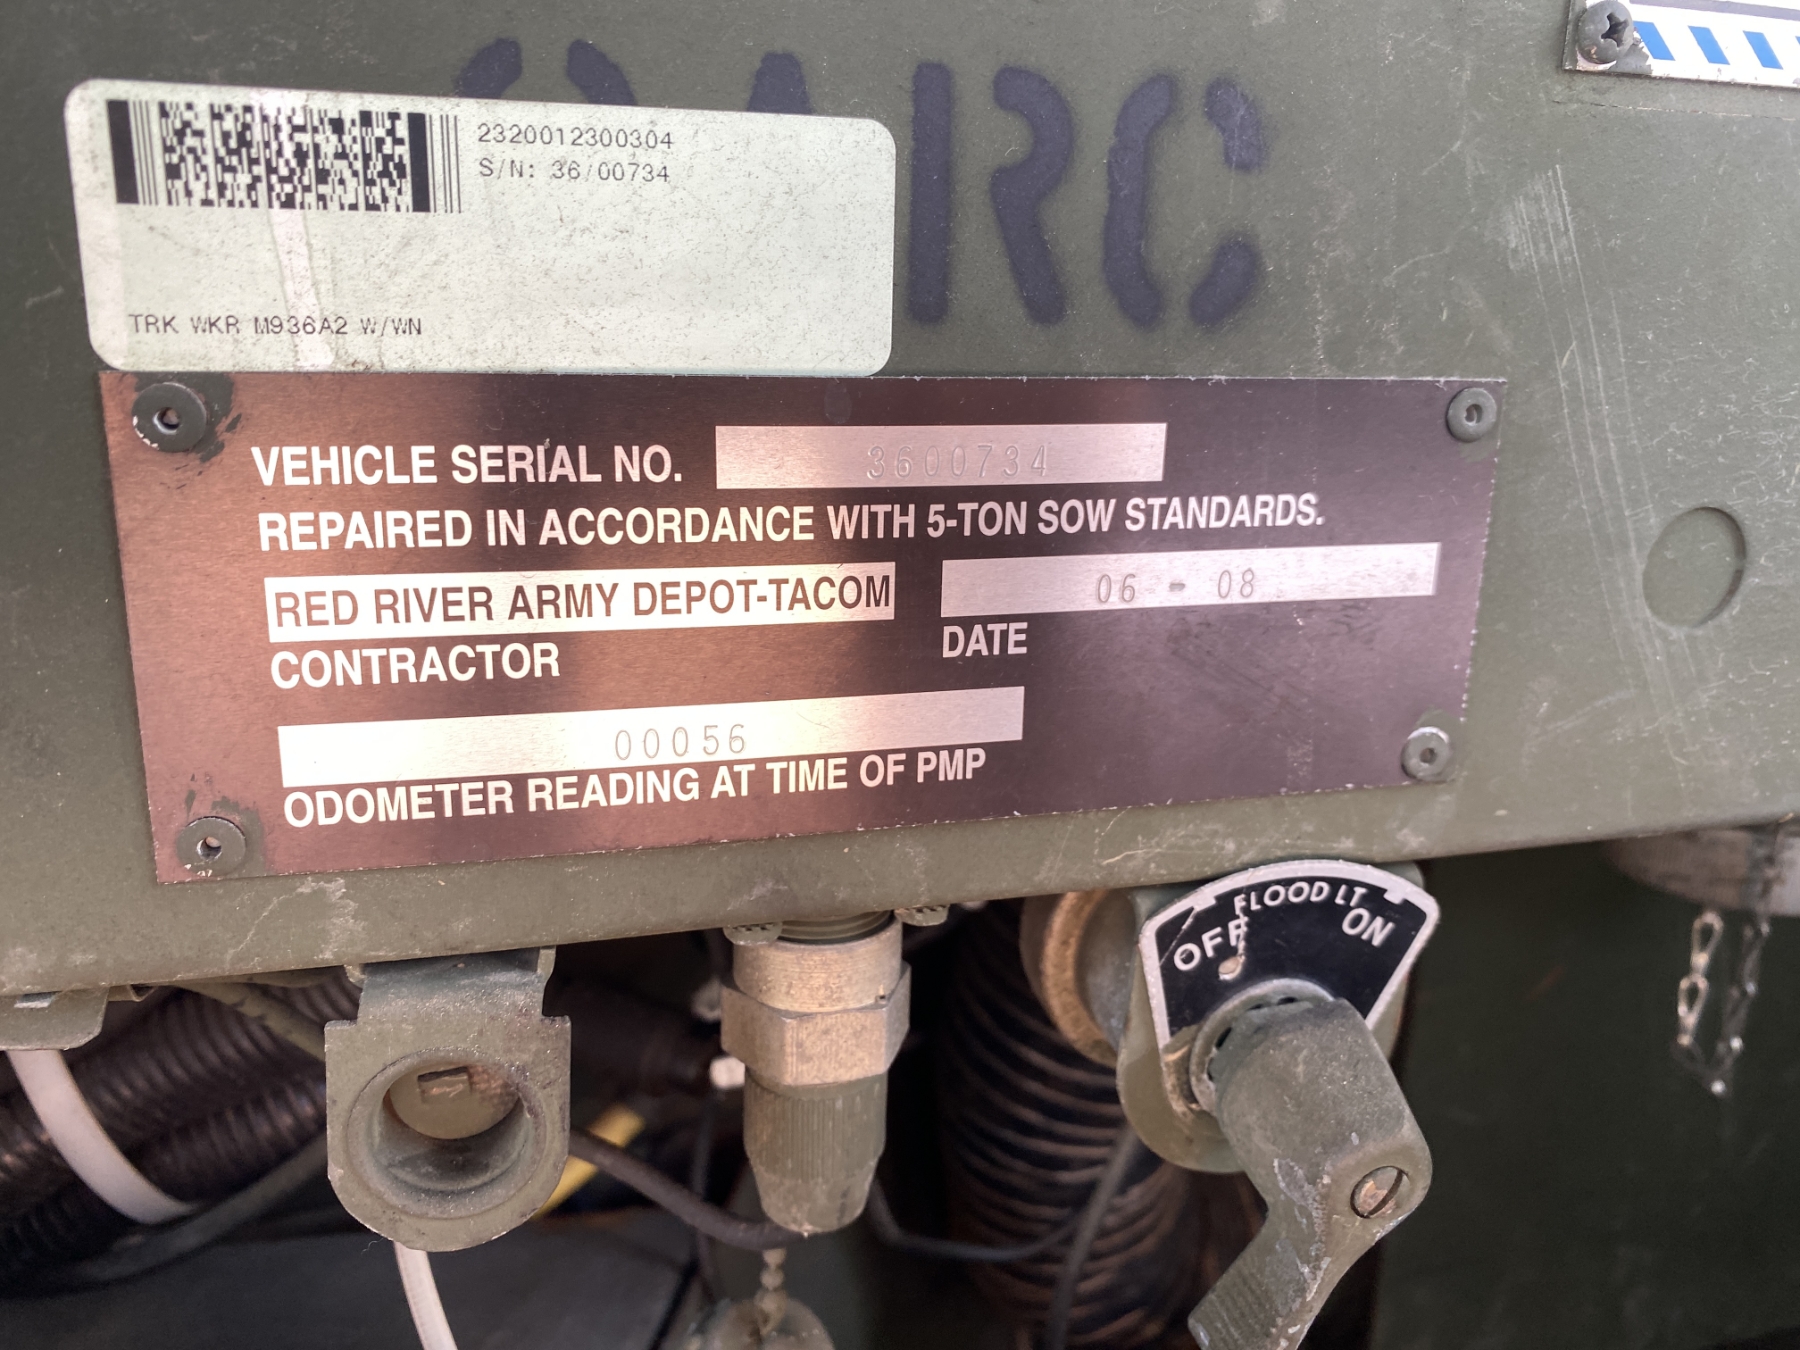 CARC
2320012300304
S/N: 36/00734
TRK WKR M936A2 W/WN
VEHICLE SERIAL NO. 3600734
REPAIRED IN ACCORDANCE WITH 5-TON SOW STANDARDS.
RED RIVER ARMY DEPOT-TACOM 06 - 08
CONTRACTOR DATE
00056
ODOMETER READING AT TIME OF PMP
FLOOD LT
OFF ON